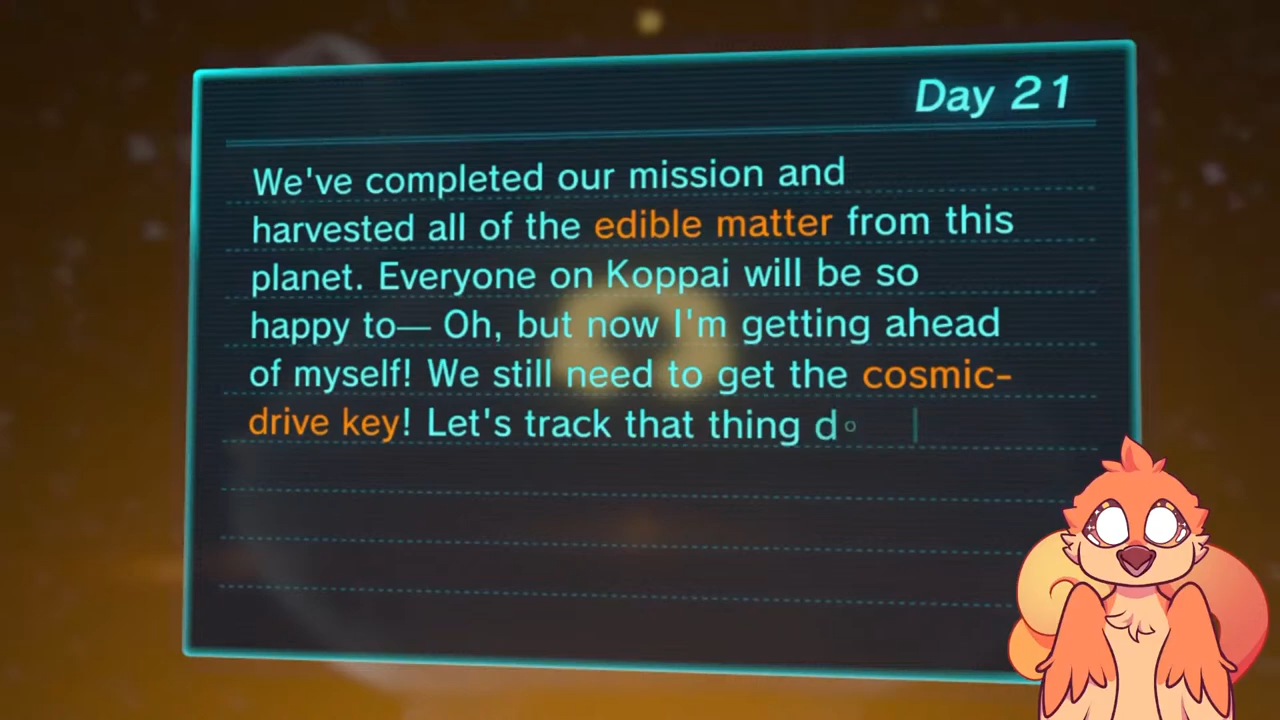 Day 21
We've completed our mission and
harvested all of the edible matter from this
planet. Everyone on Koppai will be so
happy to— Oh, but now I'm getting ahead
of myself! We still need to get the cosmic-
drive key! Let's track that thing d